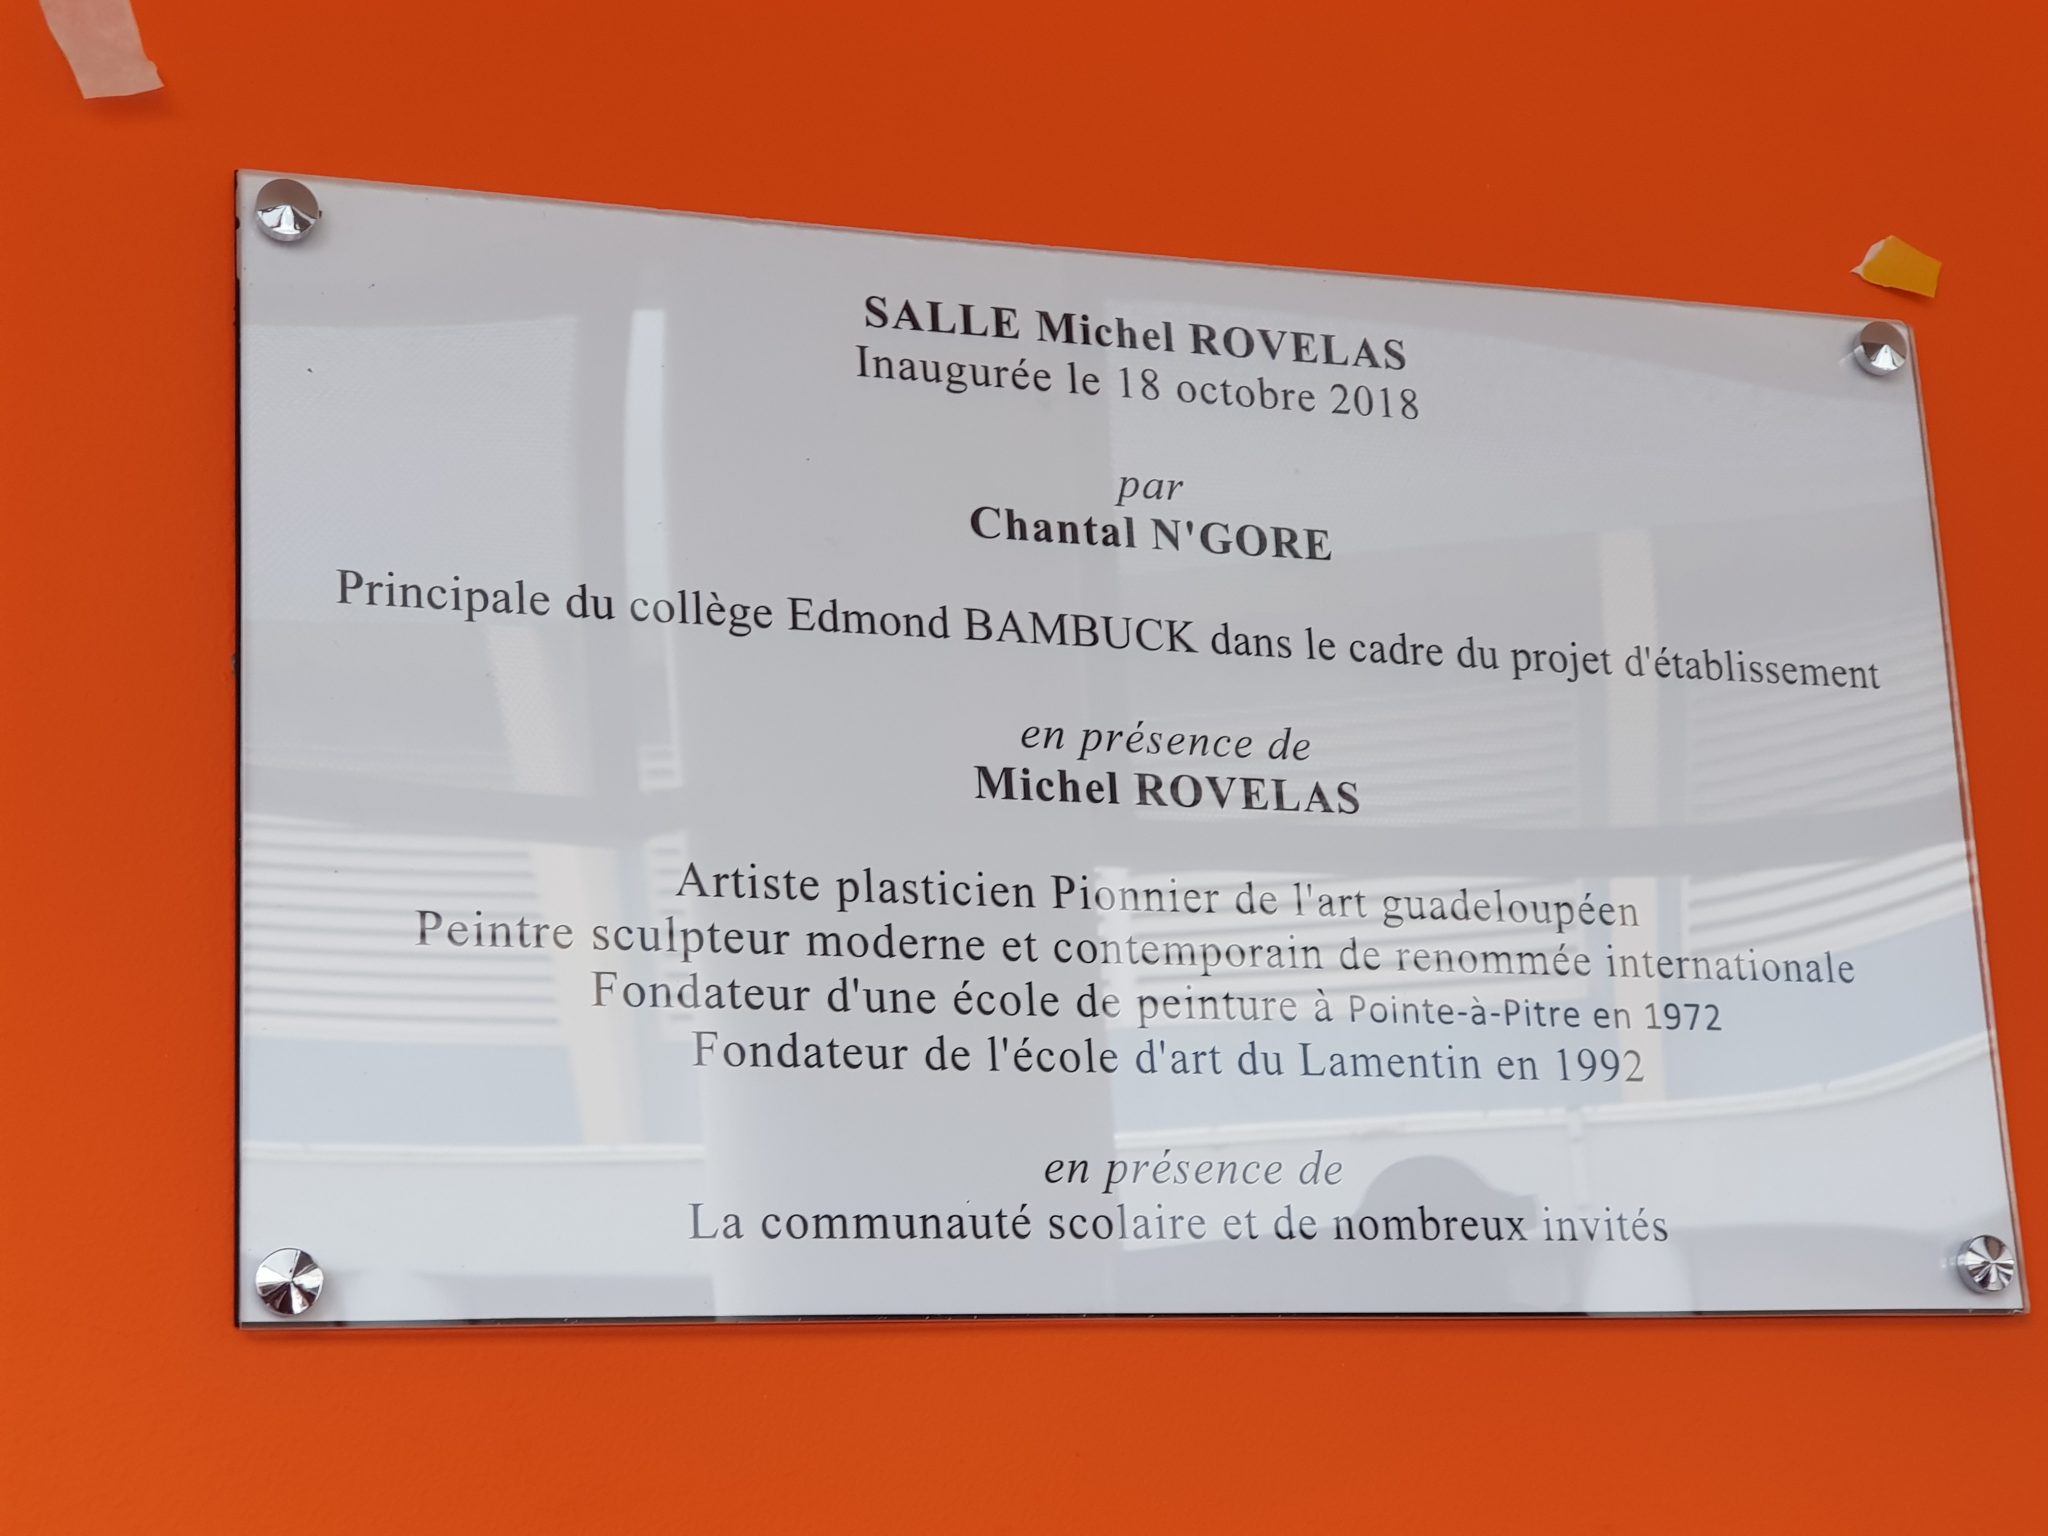 SALLE Michel ROVELAS
Inaugurée le 18 octobre 2018
par
Chantal N'GORE
Principale du collège Edmond BAMBUCK dans le cadre du projet d'établissement
en présence de
Michel ROVELAS
Artiste plasticien Pionnier de l'art guadeloupéen
Peintre sculpteur moderne et contemporain de renommée internationale
Fondateur d'une école de peinture à Pointe-à-Pitre en 1972
Fondateur de l'école d'art du Lamentin en 1992
en présence de
La communauté scolaire et de nombreux invités